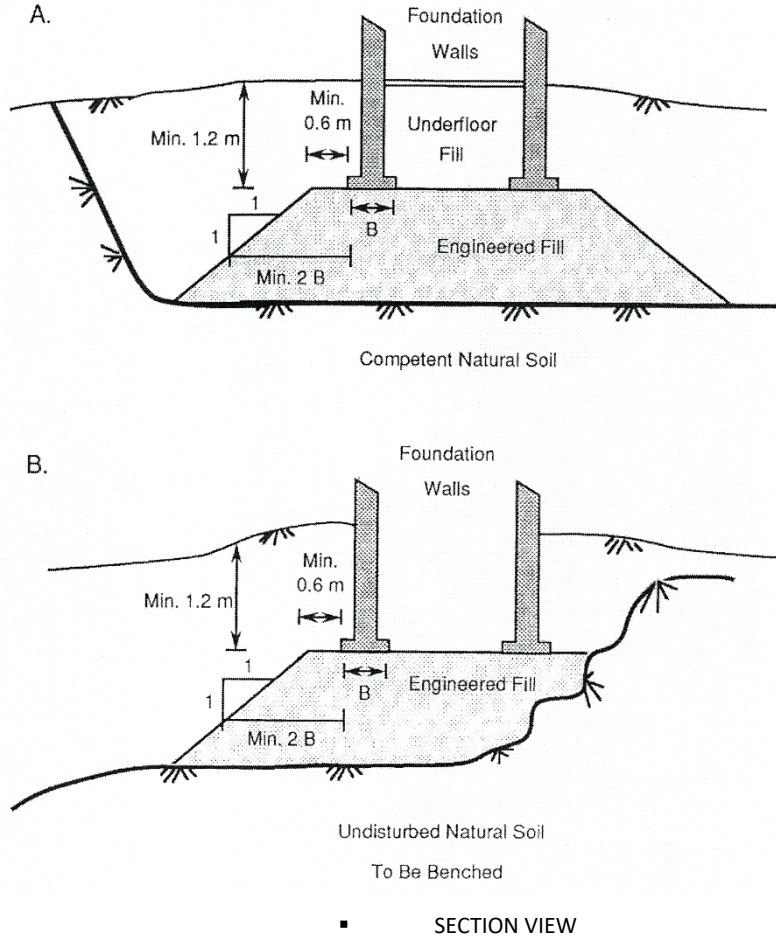 A.
Foundation
Walls
Min.
0.6 m
Min. 1.2 m
Underfloor
Fill
1
1
B
Engineered Fill
Min. 2 B
Competent Natural Soil
B.
Foundation
Walls
Min.
0.6 m
Min. 1.2 m
1
1
B
Engineered Fill
Min. 2 B
Undisturbed Natural Soil
To Be Benched
▪ SECTION VIEW